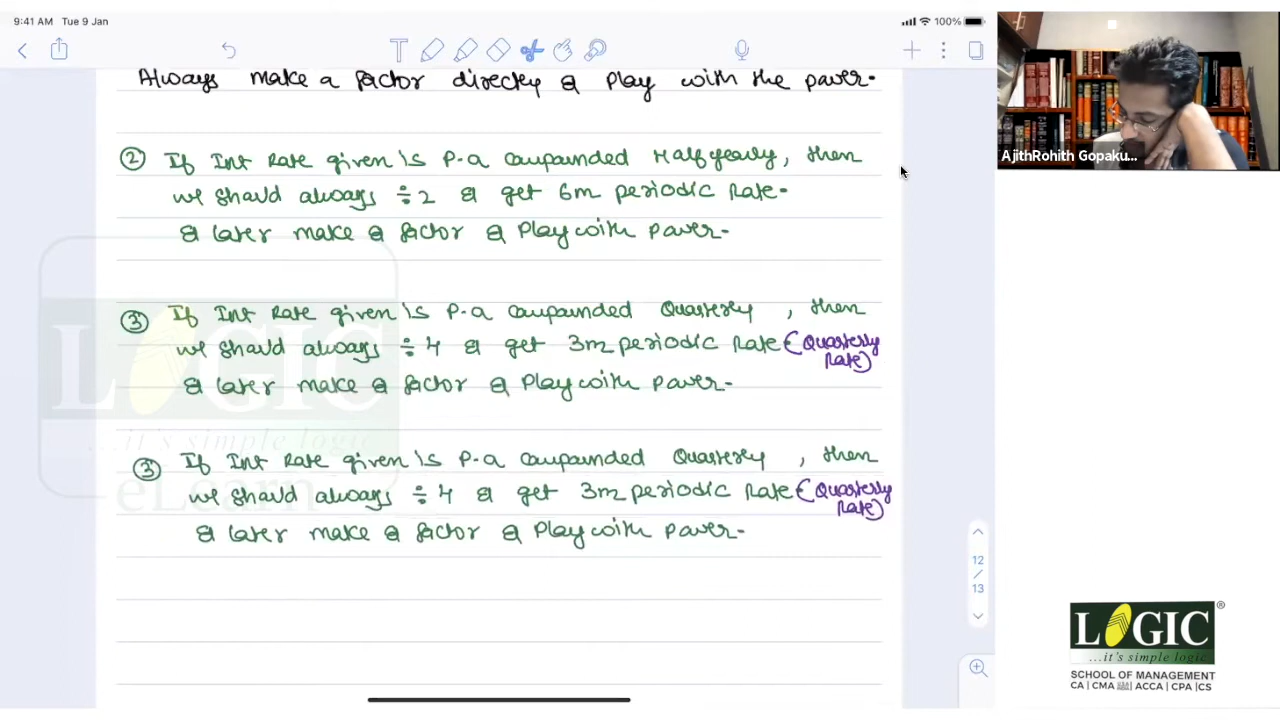 9:41 AM Tue 9 Jan
100%
Always make a factor directly & Play with the power.
② If Int Rate given is P.a compounded Half yearly, then
we should always ÷2 & get 6m periodic Rate.
& later make a factor & Play with power.
③ If Int Rate given is P.a compounded Quarterly, then
we should always ÷4 & get 3m periodic Rate (Quarterly
Rate)
& later make a factor & Play with power.
③ If Int Rate given is P.a compounded Quarterly, then
we should always ÷4 & get 3m periodic Rate (Quarterly
Rate)
& later make a factor & Play with power.
LOGIC
...it's simple logic
eLearn
12
/
13
AjithRohith Gopaku...
LOGIC
...it's simple logic
SCHOOL OF MANAGEMENT
CA | CMA | ACCA | CPA | CS